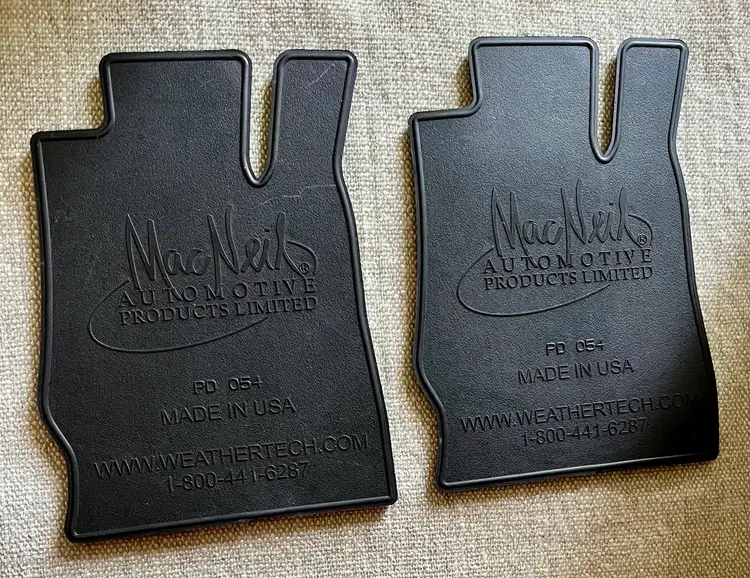 MacNeil®
AUTOMOTIVE
PRODUCTS LIMITED
PD 054
MADE IN USA
WWW.WEATHERTECH.COM
1-800-441-6287
MacNeil®
AUTOMOTIVE
PRODUCTS LIMITED
PD 054
MADE IN USA
WWW.WEATHERTECH.COM
1-800-441-6287